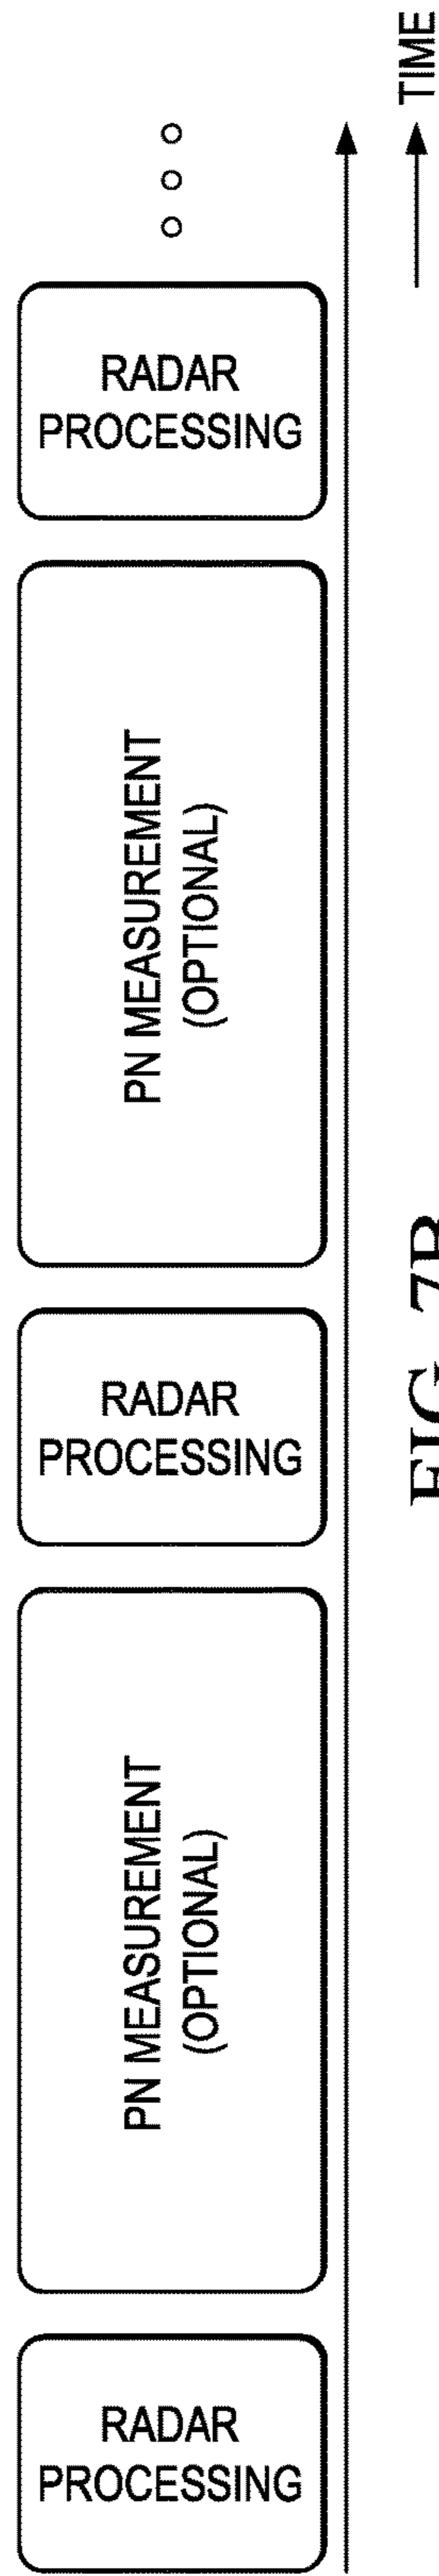 RADAR
PROCESSING
PN MEASUREMENT
(OPTIONAL)
RADAR
PROCESSING
PN MEASUREMENT
(OPTIONAL)
RADAR
PROCESSING
TIME
FIG. 7B